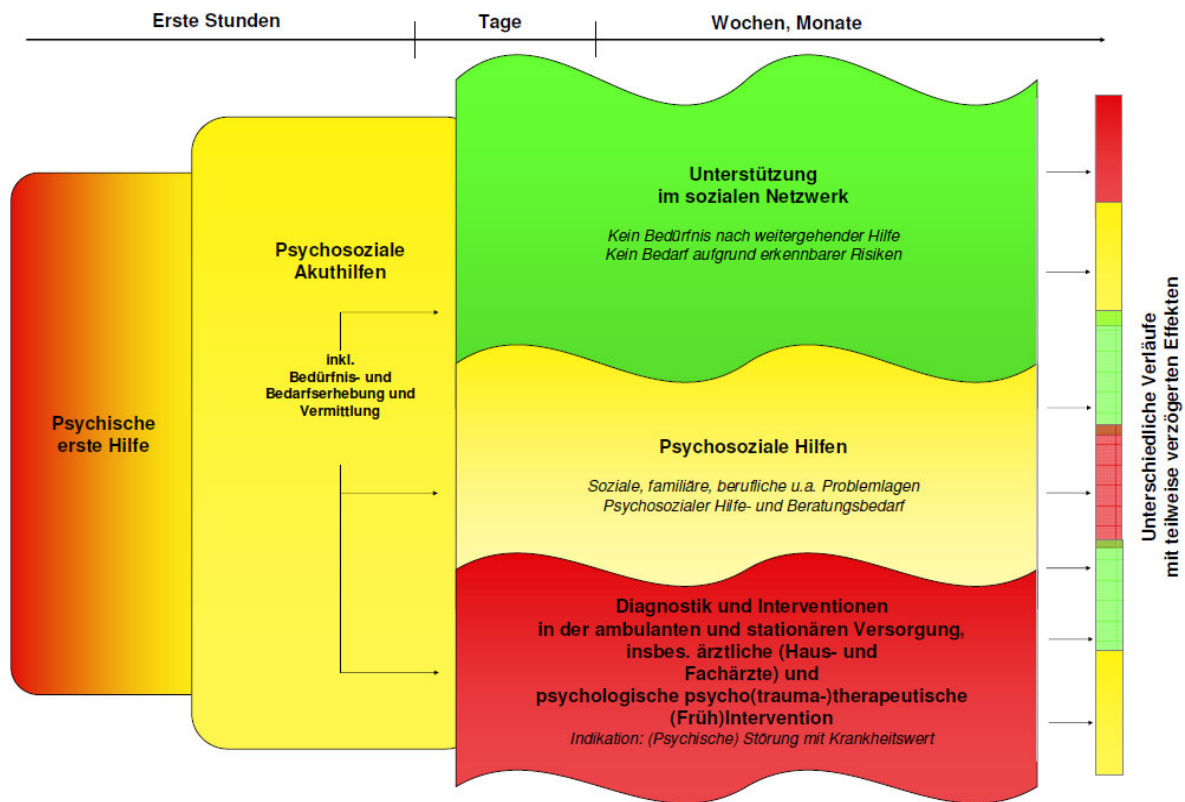 Erste Stunden
Tage
Wochen, Monate
Psychische
erste Hilfe
Psychosoziale
Akuthilfen
inkl.
Bedürfnis- und
Bedarfserhebung und
Vermittlung
Unterstützung
im sozialen Netzwerk
Kein Bedürfnis nach weitergehender Hilfe
Kein Bedarf aufgrund erkennbarer Risiken
Psychosoziale Hilfen
Soziale, familiäre, berufliche u.a. Problemlagen
Psychosozialer Hilfe- und Beratungsbedarf
Diagnostik und Interventionen
in der ambulanten und stationären Versorgung,
insbes. ärztliche (Haus- und
Fachärzte) und
psychologische psycho(trauma-)therapeutische
(Früh)Intervention
Indikation: (Psychische) Störung mit Krankheitswert
Unterschiedliche Verläufe
mit teilweise verzögerten Effekten